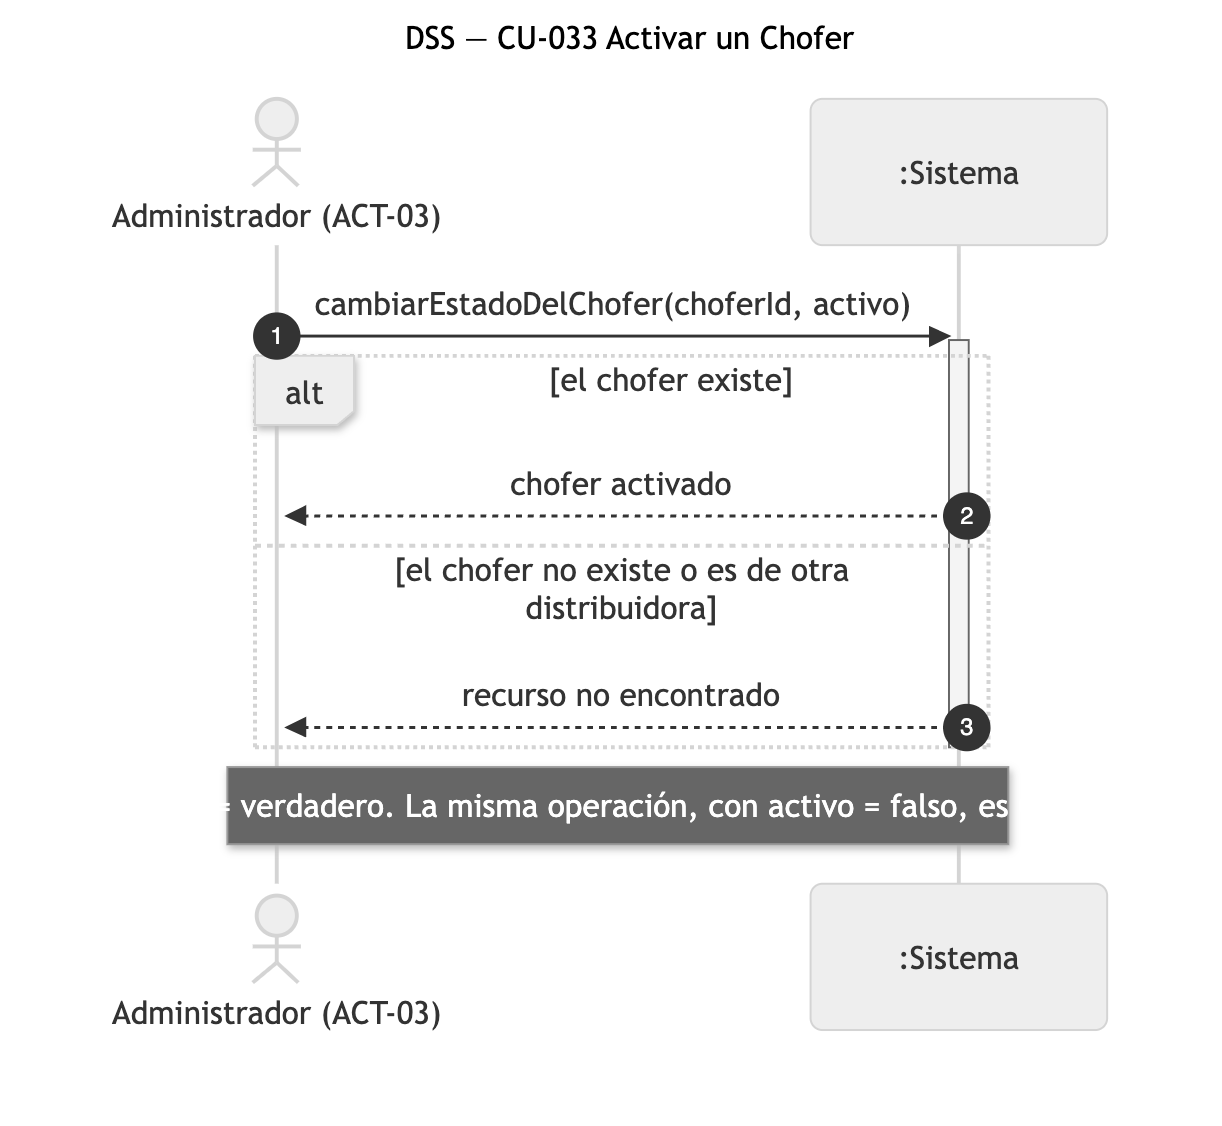 DSS — CU-033 Activar un Chofer
Administrador (ACT-03)
:Sistema
cambiarEstadoDelChofer(choferId, activo)
1
alt
[el chofer existe]
chofer activado
2
[el chofer no existe o es de otra
distribuidora]
recurso no encontrado
3
= verdadero. La misma operación, con activo = falso, es
Administrador (ACT-03)
:Sistema